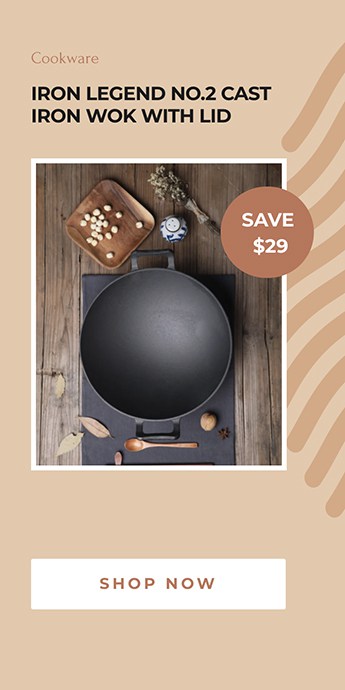 Cookware
IRON LEGEND NO.2 CAST
IRON WOK WITH LID
SAVE
$29
SHOP NOW